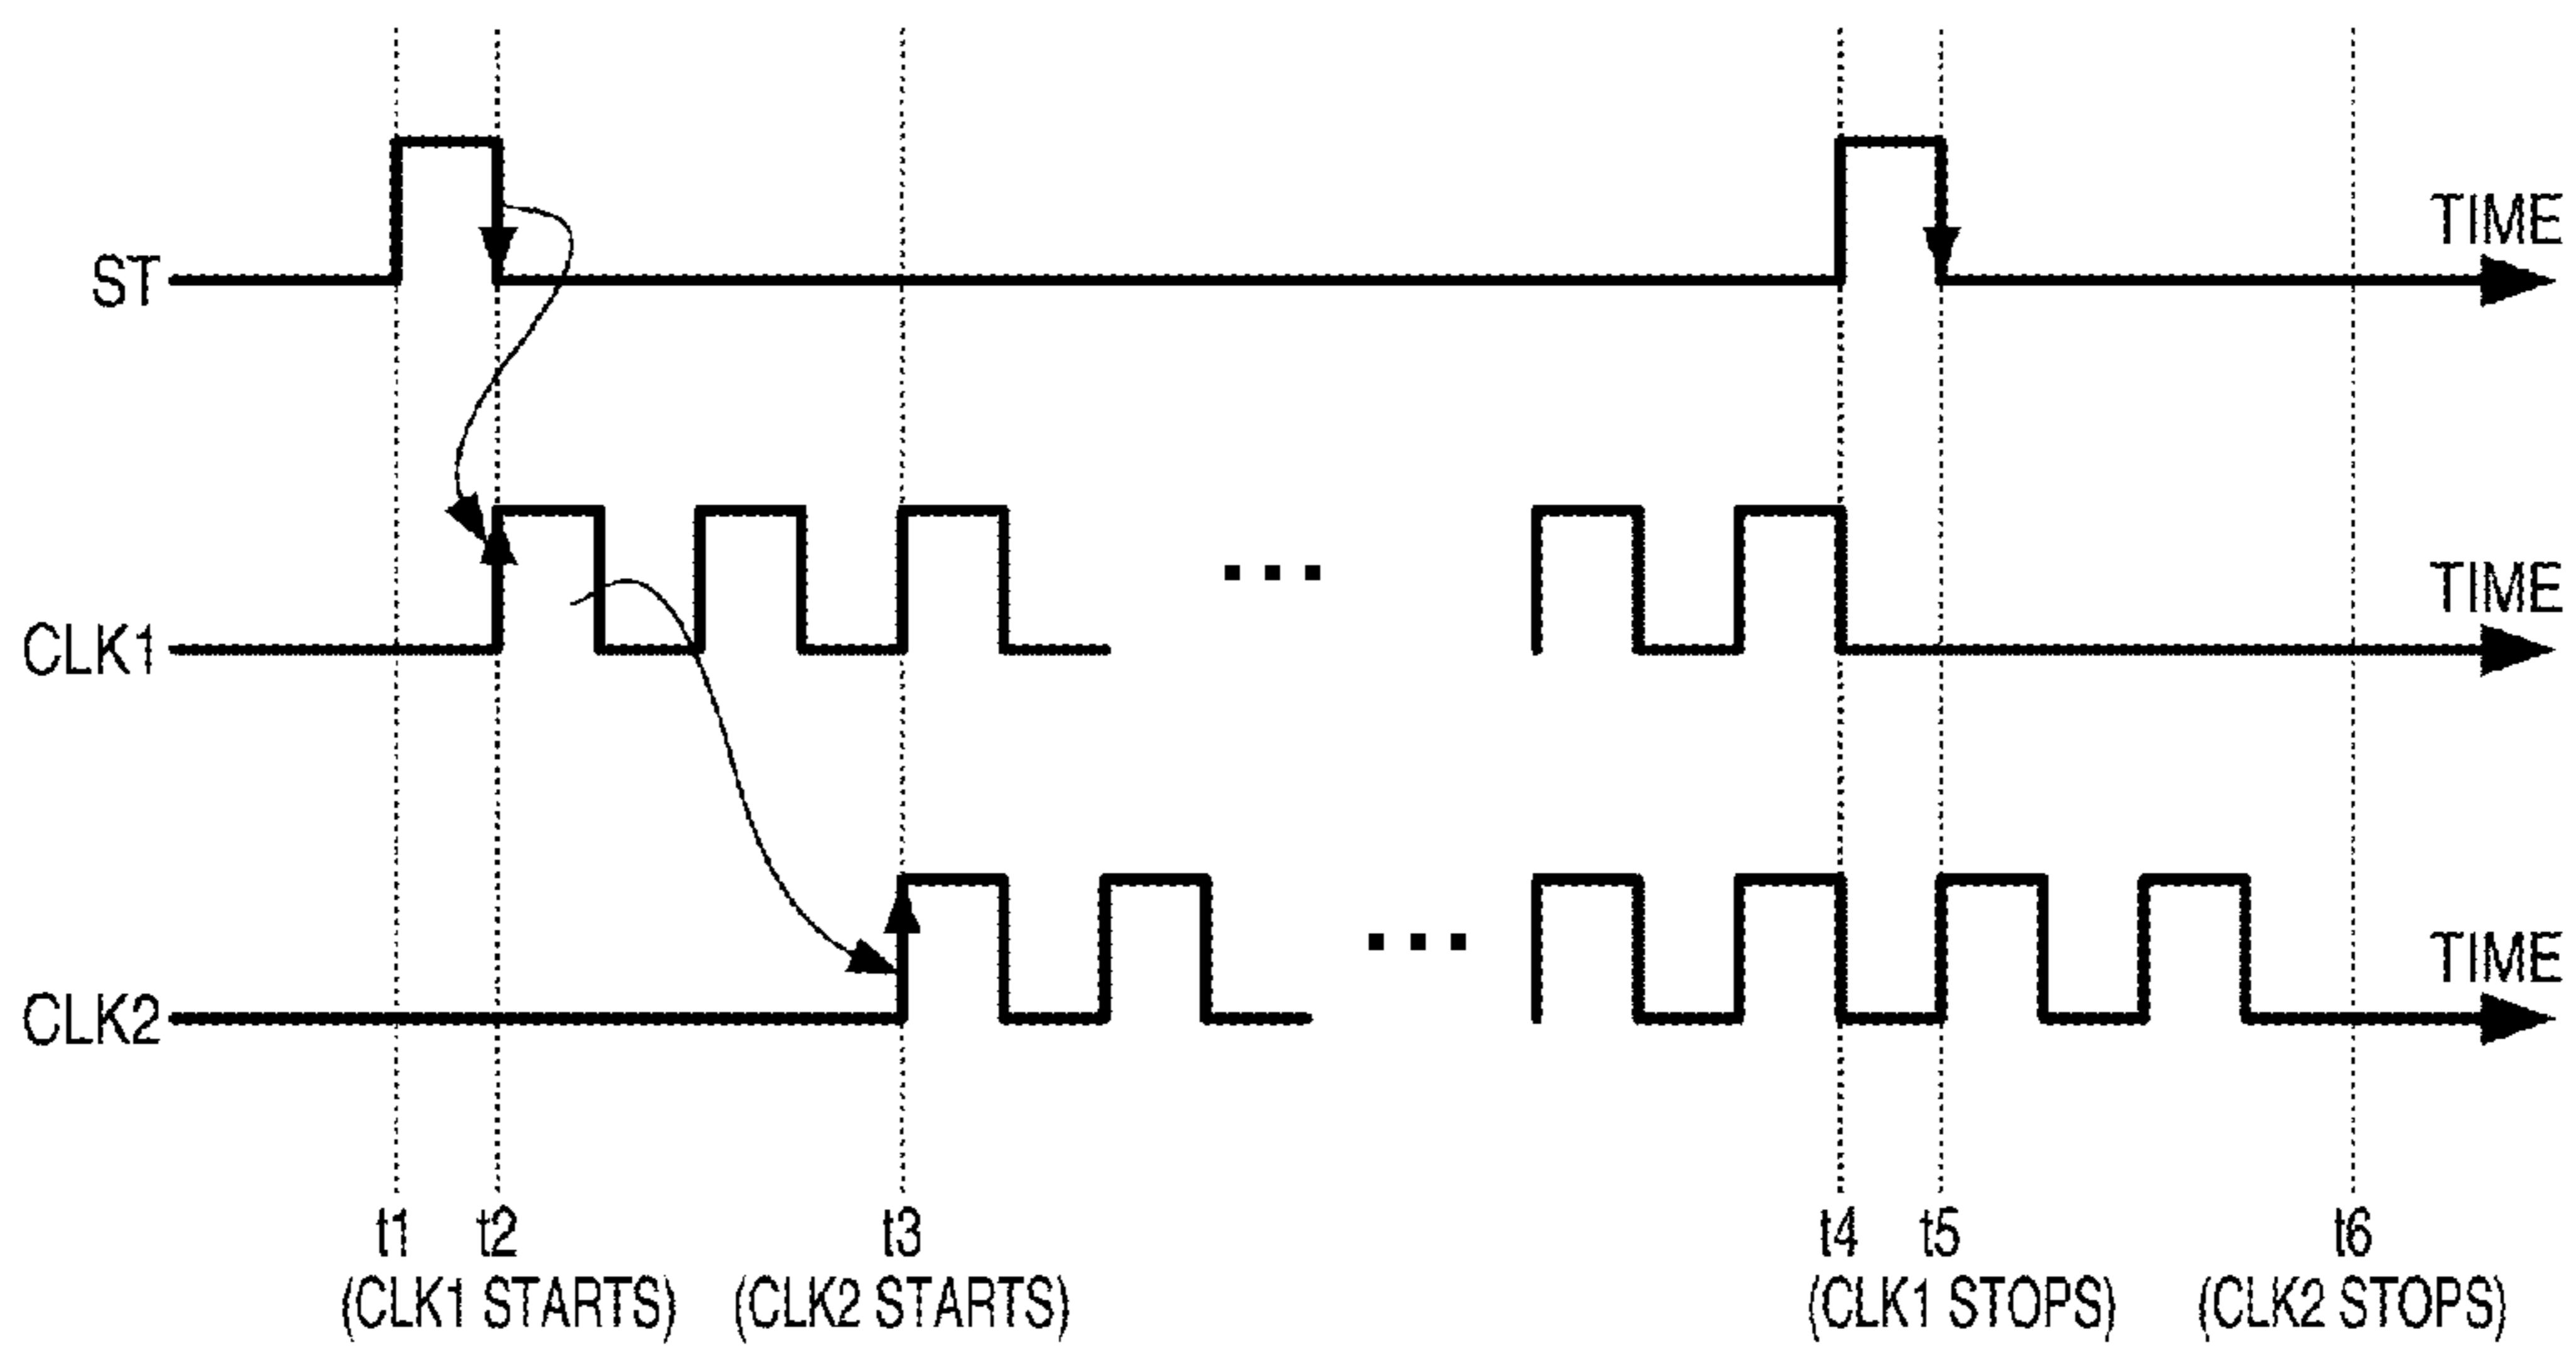 TIME
ST
TIME
CLK1
TIME
CLK2
t1 t2 t3 t4 t5 t6
(CLK1 STARTS) (CLK2 STARTS) (CLK1 STOPS) (CLK2 STOPS)